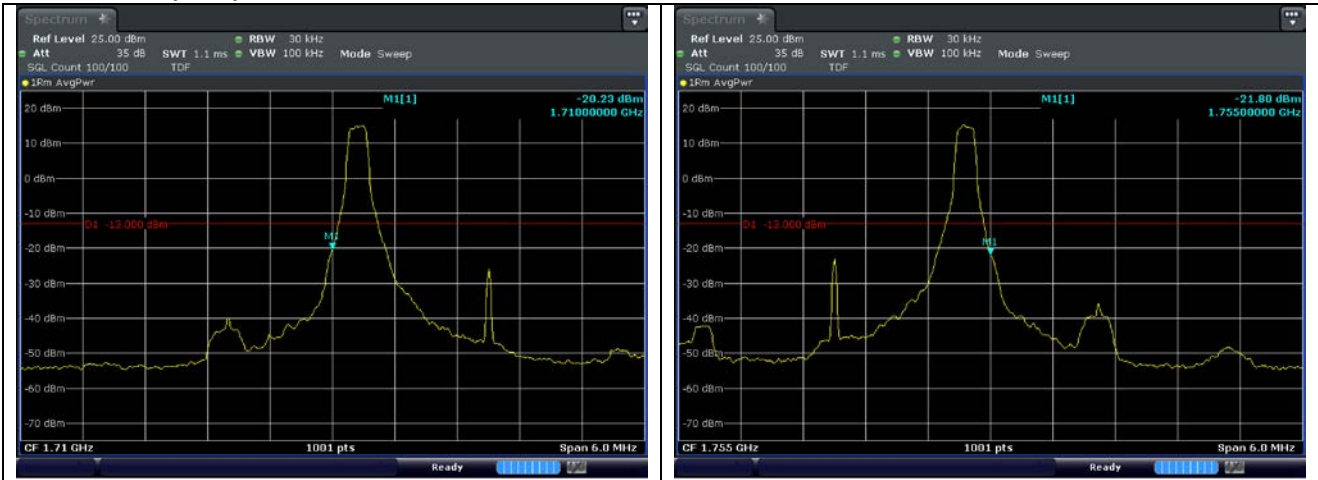 Spectrum
Ref Level 25.00 dBm RBW 30 kHz
Att 35 dB SWT 1.1 ms VBW 100 kHz Mode Sweep
SGL Count 100/100 TDF
1Rm AvgPwr
M1[1] -20.23 dBm
1.71000000 GHz
20 dBm
10 dBm
0 dBm
-10 dBm
D1 -13.000 dBm
M1
-20 dBm
-30 dBm
-40 dBm
-50 dBm
-60 dBm
-70 dBm
CF 1.71 GHz 1001 pts Span 6.0 MHz
Ready
Spectrum
Ref Level 25.00 dBm RBW 30 kHz
Att 35 dB SWT 1.1 ms VBW 100 kHz Mode Sweep
SGL Count 100/100 TDF
1Rm AvgPwr
M1[1] -21.80 dBm
1.75500000 GHz
20 dBm
10 dBm
0 dBm
-10 dBm
D1 -13.000 dBm
M1
-20 dBm
-30 dBm
-40 dBm
-50 dBm
-60 dBm
-70 dBm
CF 1.755 GHz 1001 pts Span 6.0 MHz
Ready